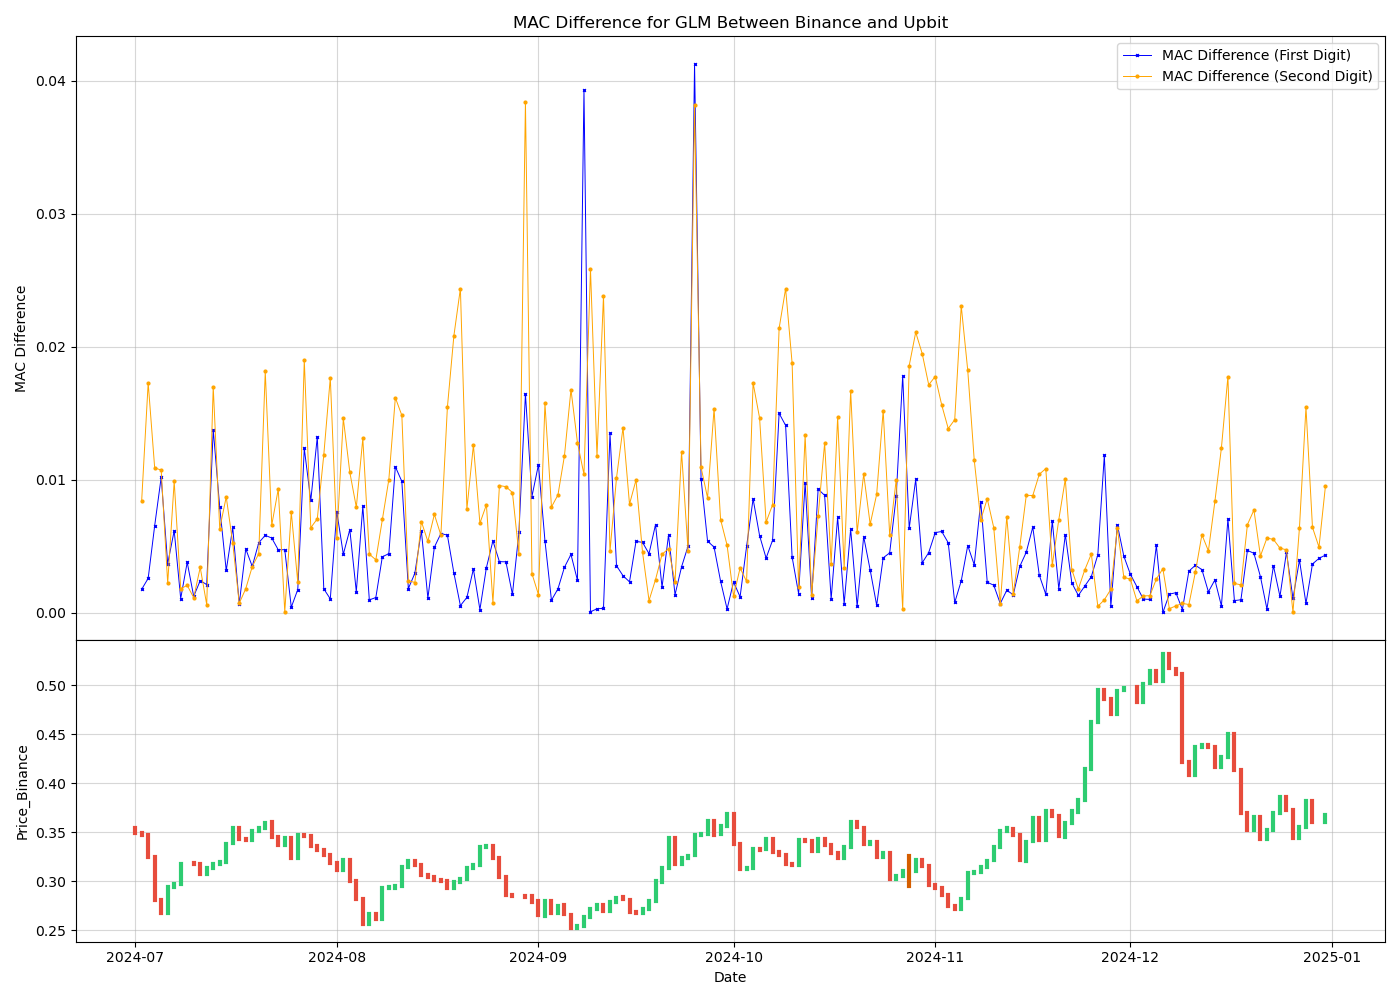 MAC Difference for GLM Between Binance and Upbit
MAC Difference (First Digit)
MAC Difference (Second Digit)
0.04
0.03
0.02
0.01
0.00
MAC Difference
0.50
0.45
0.40
0.35
0.30
0.25
Price_Binance
2024-07 2024-08 2024-09 2024-10 2024-11 2024-12 2025-01
Date